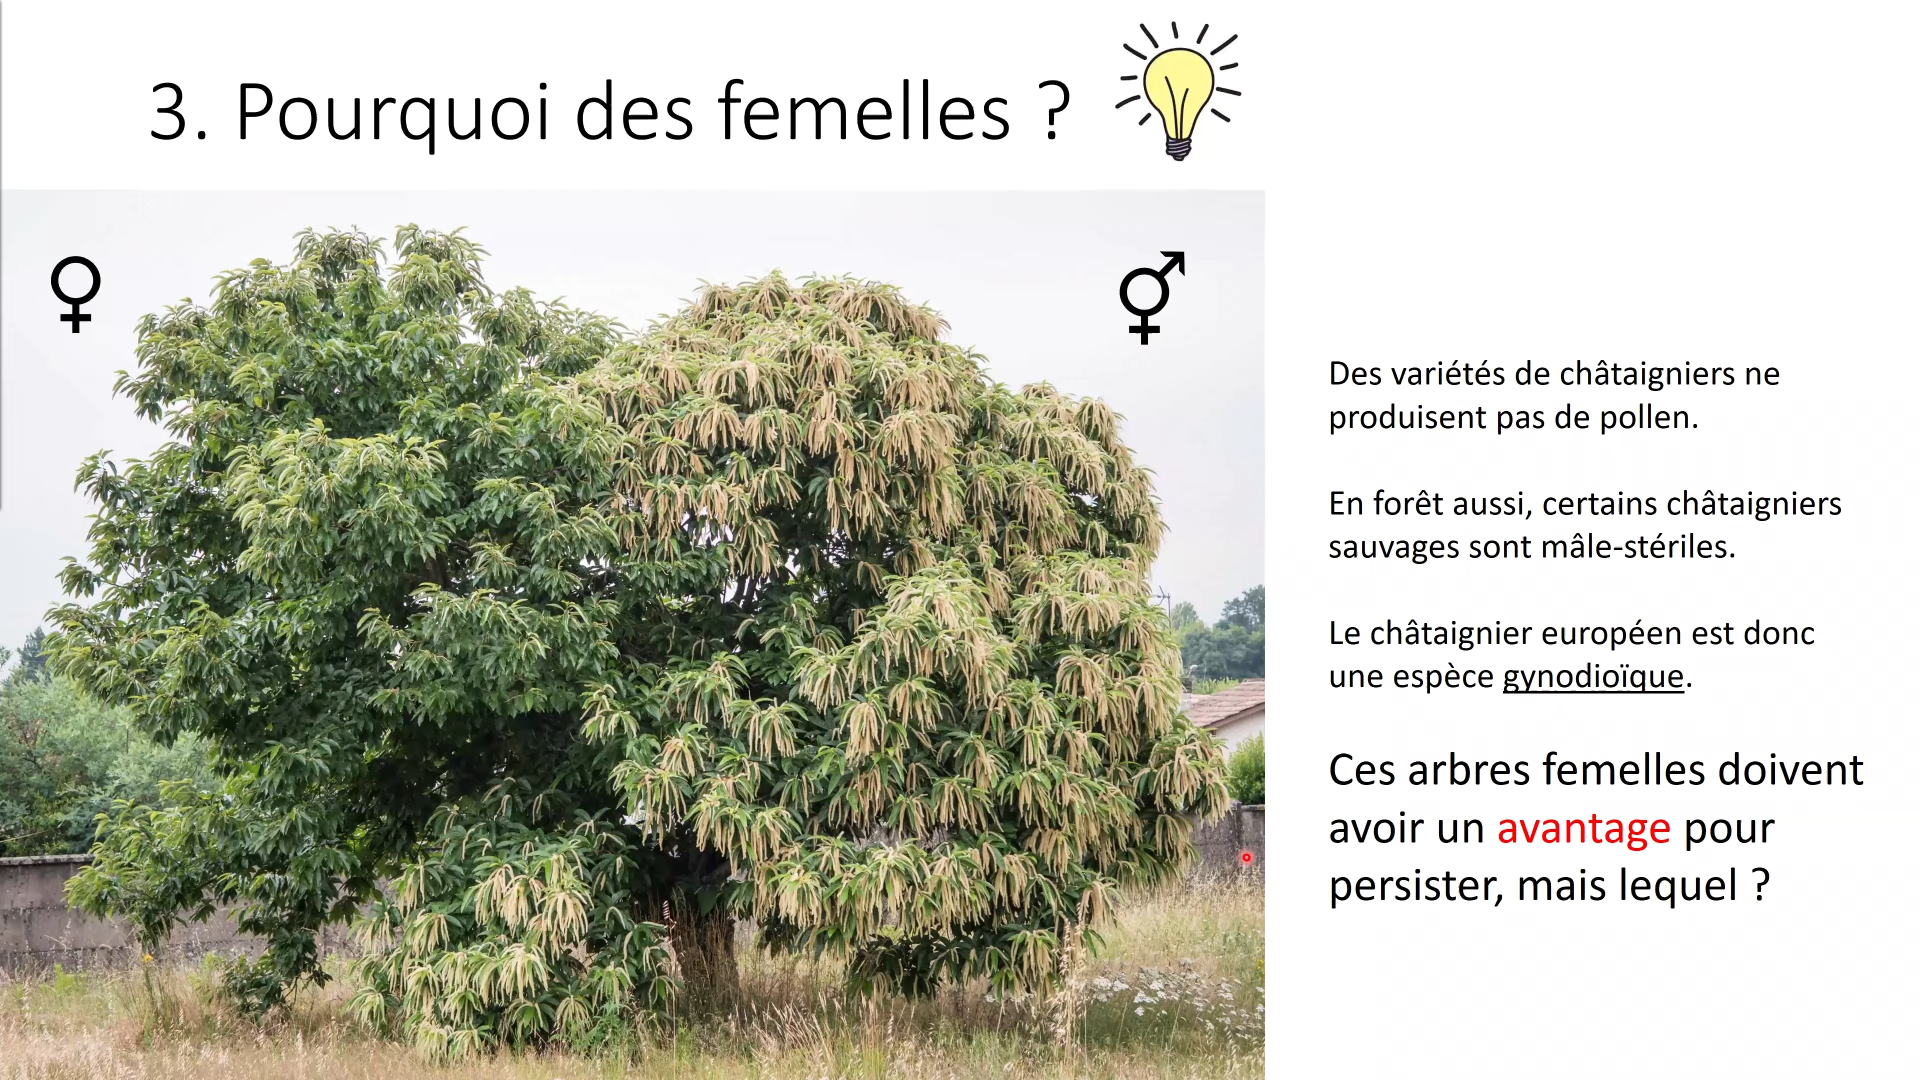 3. Pourquoi des femelles ?
♀
⚥
Des variétés de châtaigniers ne
produisent pas de pollen.
En forêt aussi, certains châtaigniers
sauvages sont mâle-stériles.
Le châtaignier européen est donc
une espèce gynodioïque.
Ces arbres femelles doivent
avoir un avantage pour
persister, mais lequel ?